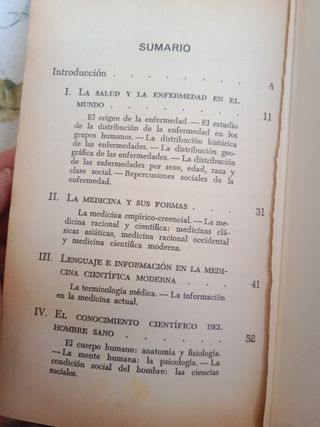 SUMARIO
Introducción . . . . . . . 8
I. La salud y la enfermedad en el
mundo . . . . . . . 11
El origen de la enfermedad. — El estudio
de la distribución de la enfermedad en los
grupos humanos. — La distribución histórica
de las enfermedades. — La distribución geo-
gráfica de las enfermedades. — La distribución
de las enfermedades por sexo, edad, raza y
clase social. — Repercusiones sociales de la
enfermedad.
II. La medicina y sus formas . . . 31
La medicina empírico-creencial. — La me-
dicina racional y científica: medicinas clá-
sicas asiáticas, medicina racional occidental
y medicina científica moderna.
III. Lenguaje e información en la medi-
cina científica moderna . . . . 41
La terminología médica. — La información
en la medicina actual.
IV. El conocimiento científico del
hombre sano . . . . . . 52
El cuerpo humano: anatomía y fisiología.
— La mente humana: la psicología. — La
condición social del hombre: las ciencias
sociales.